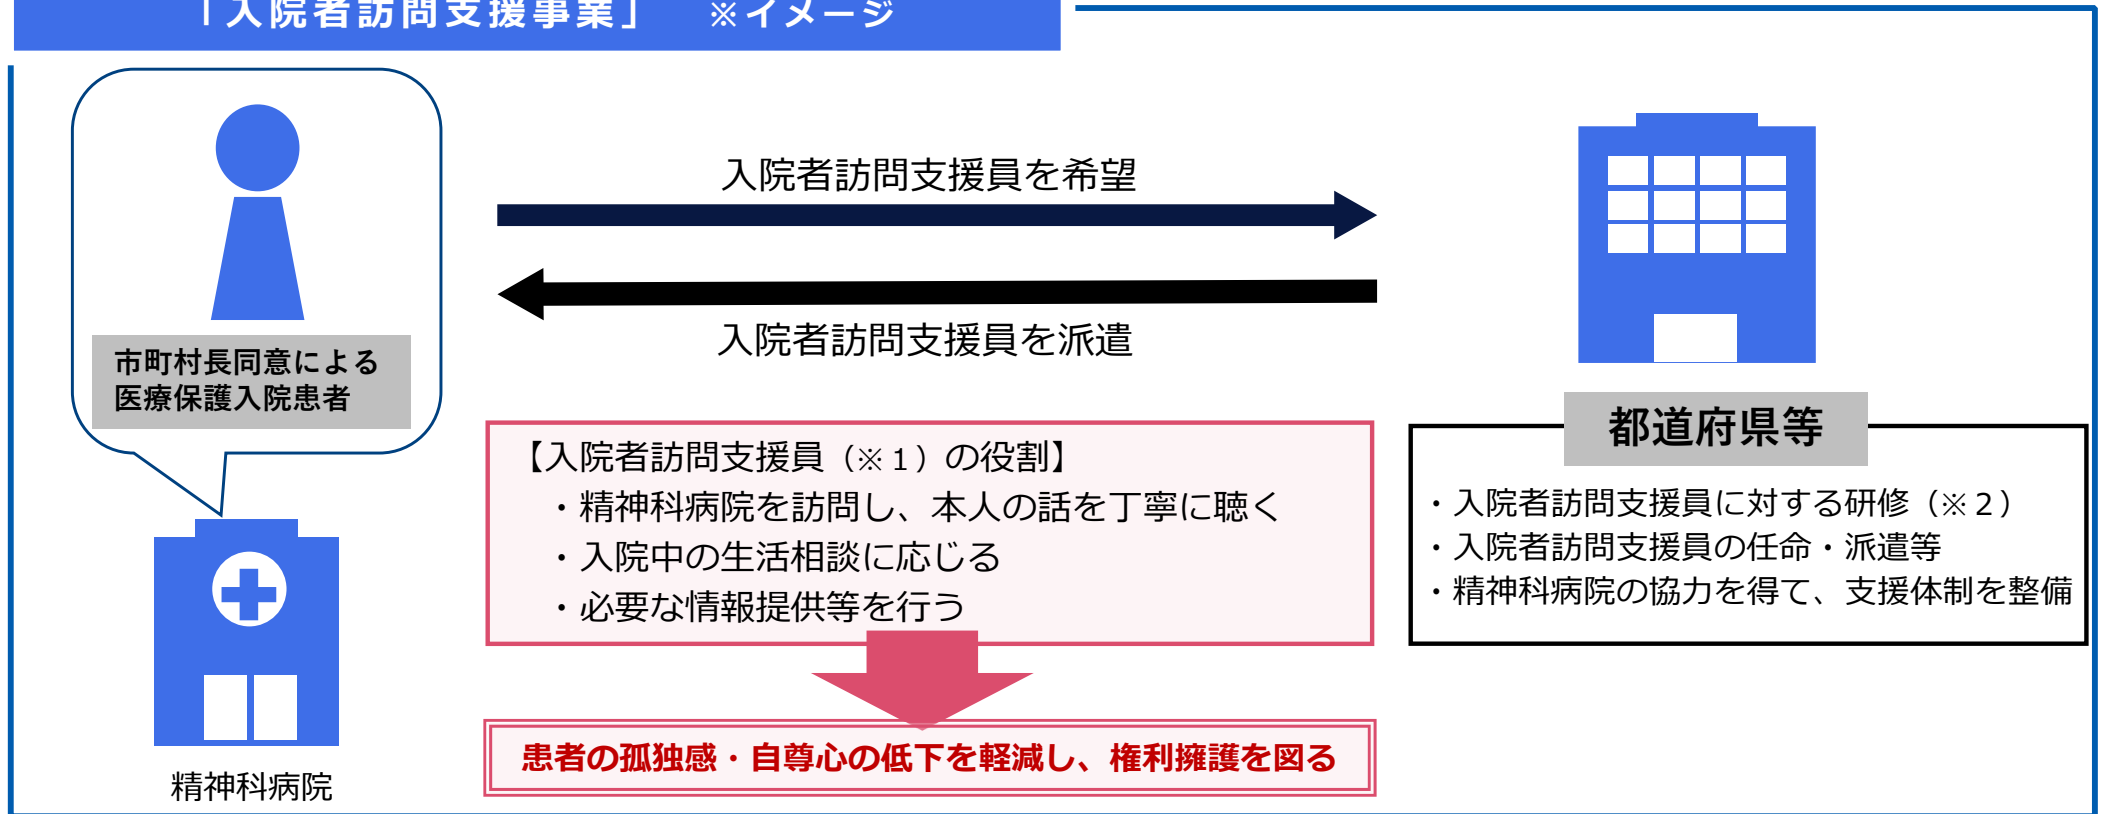 「入院者訪問支援事業」 ※イメージ
入院者訪問支援員を希望
入院者訪問支援員を派遣
市町村長同意による
医療保護入院患者
精神科病院
【入院者訪問支援員（※１）の役割】
・精神科病院を訪問し、本人の話を丁寧に聴く
・入院中の生活相談に応じる
・必要な情報提供等を行う
患者の孤独感・自尊心の低下を軽減し、権利擁護を図る
都道府県等
・入院者訪問支援員に対する研修（※２）
・入院者訪問支援員の任命・派遣等
・精神科病院の協力を得て、支援体制を整備